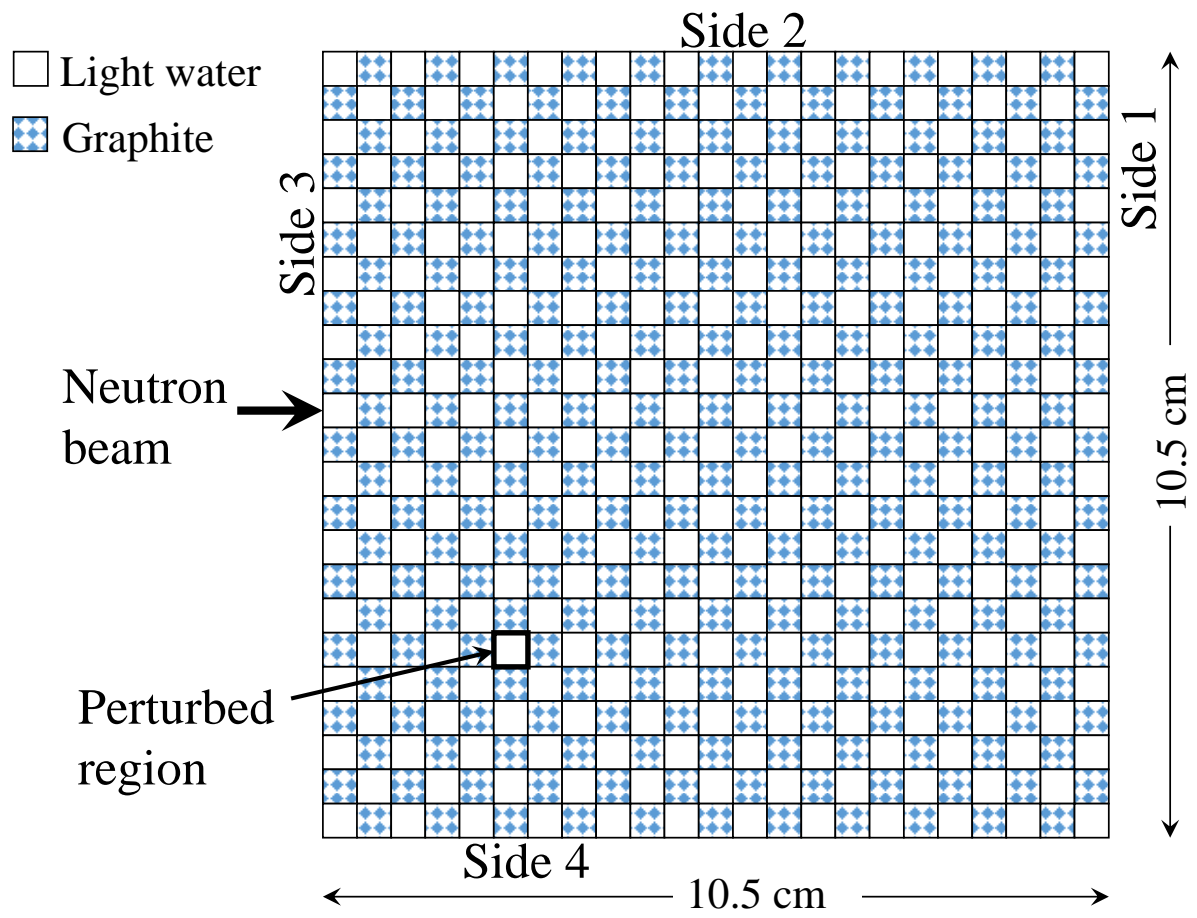 Side 2
Light water
Graphite
Side 1
Side 3
Neutron
beam
10.5 cm
Perturbed
region
Side 4
10.5 cm